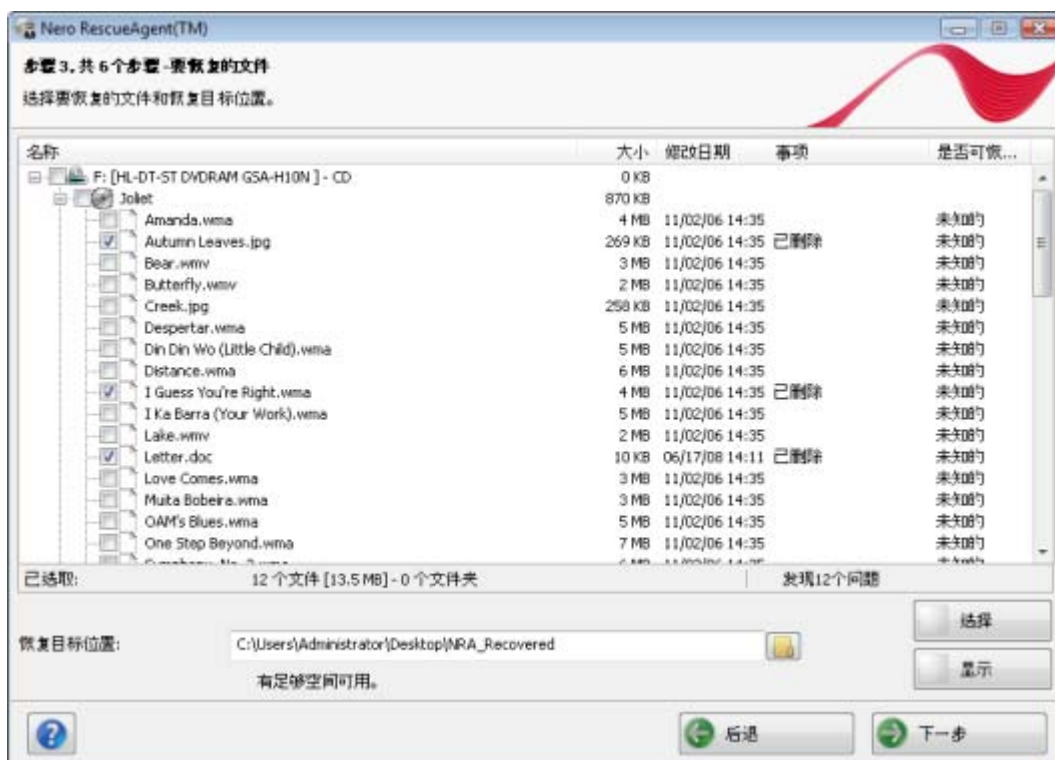 Nero RescueAgent(TM)
步骤 3, 共 6 个步骤 -要恢复的文件
选择要恢复的文件和恢复目标位置。
名称 大小 修改日期 事项 是否可恢...
F: [HL-DT-ST DVDRAM GSA-H10N ] - CD 0 KB
Joliet 870 KB
Amanda.wma 4 MB 11/02/06 14:35 未知的
Autumn Leaves.jpg 269 KB 11/02/06 14:35 已删除 未知的
Bear.wmv 3 MB 11/02/06 14:35 未知的
Butterfly.wmv 2 MB 11/02/06 14:35 未知的
Creek.jpg 258 KB 11/02/06 14:35 未知的
Despertar.wma 5 MB 11/02/06 14:35 未知的
Din Din Wo (Little Child).wma 5 MB 11/02/06 14:35 未知的
Distance.wma 6 MB 11/02/06 14:35 未知的
I Guess You're Right.wma 4 MB 11/02/06 14:35 已删除 未知的
I Ka Barra (Your Work).wma 5 MB 11/02/06 14:35 未知的
Lake.wmv 2 MB 11/02/06 14:35 未知的
Letter.doc 10 KB 06/17/08 14:11 已删除 未知的
Love Comes.wma 3 MB 11/02/06 14:35 未知的
Muita Bobeira.wma 3 MB 11/02/06 14:35 未知的
OAM's Blues.wma 5 MB 11/02/06 14:35 未知的
One Step Beyond.wma 7 MB 11/02/06 14:35 未知的
已选取: 12 个文件 [13.5 MB] - 0 个文件夹 发现12个问题
选择
恢复目标位置: C:\Users\Administrator\Desktop\NRA_Recovered
显示
有足够空间可用。
后退 下一步